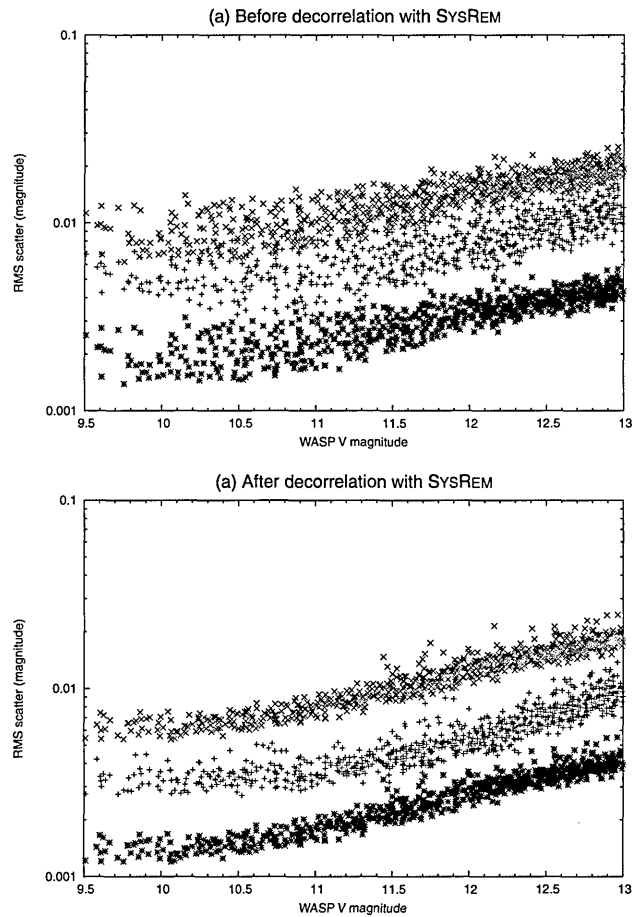 (a) Before decorrelation with SYSREM
0.1
0.01
0.001
RMS scatter (magnitude)
9.5 10 10.5 11 11.5 12 12.5 13
WASP V magnitude
(a) After decorrelation with SYSREM
0.1
0.01
0.001
RMS scatter (magnitude)
9.5 10 10.5 11 11.5 12 12.5 13
WASP V magnitude